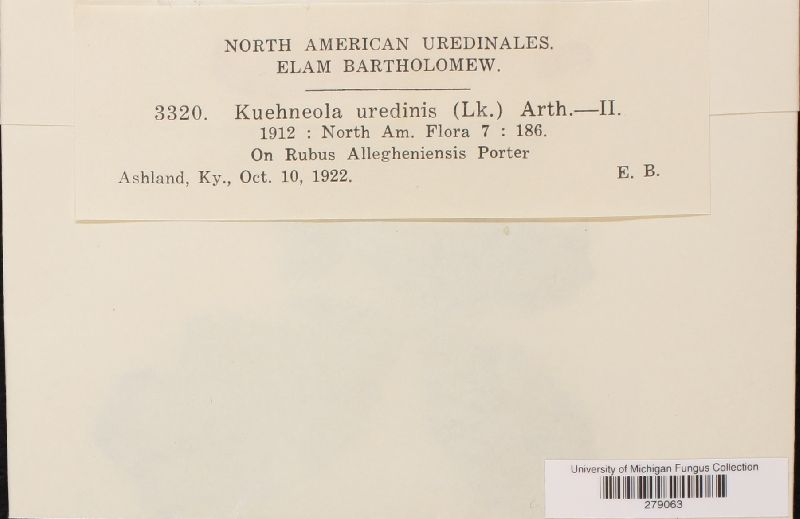 NORTH AMERICAN UREDINALES.
ELAM BARTHOLOMEW.
3320. Kuehneola uredinis (Lk.) Arth.—II.
1912 : North Am. Flora 7 : 186.
On Rubus Allegheniensis Porter
Ashland, Ky., Oct. 10, 1922. E. B.
University of Michigan Fungus Collection
279063